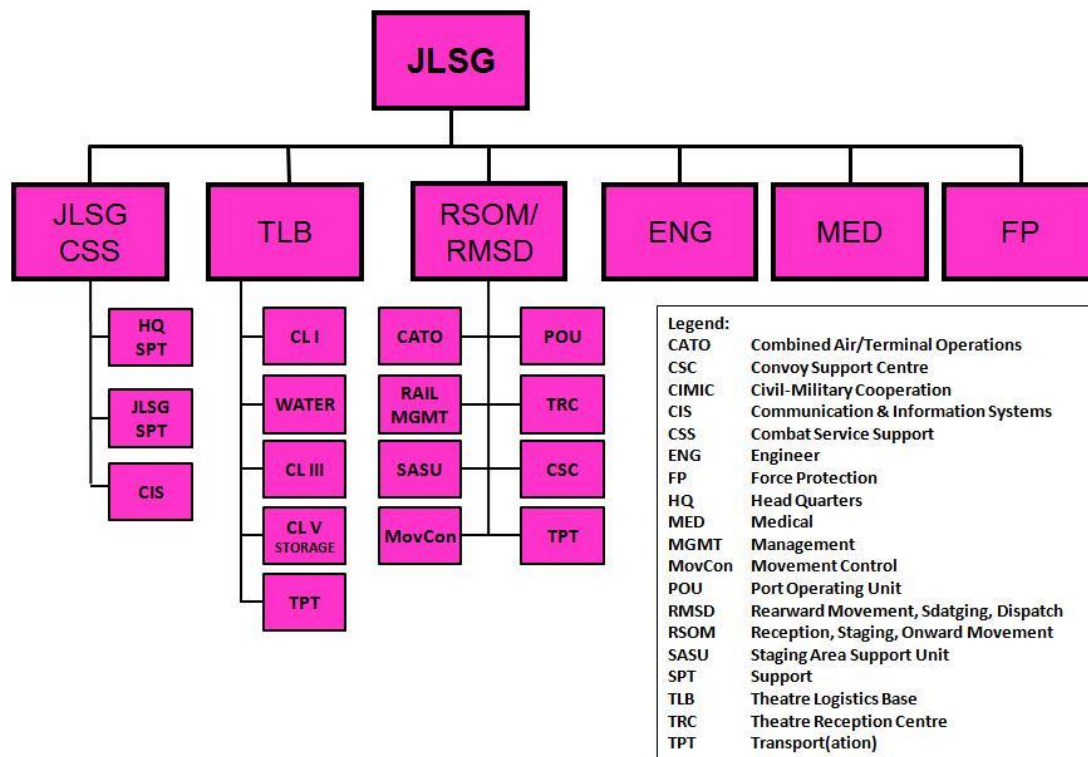 JLSG
JLSG
CSS
TLB
RSOM/
RMSD
ENG
MED
FP
HQ
SPT
JLSG
SPT
CIS
CL I
WATER
CL III
CL V
STORAGE
TPT
CATO
RAIL
MGMT
SASU
MovCon
POU
TRC
CSC
TPT
Legend:
CATO Combined Air/Terminal Operations
CSC Convoy Support Centre
CIMIC Civil-Military Cooperation
CIS Communication & Information Systems
CSS Combat Service Support
ENG Engineer
FP Force Protection
HQ Head Quarters
MED Medical
MGMT Management
MovCon Movement Control
POU Port Operating Unit
RMSD Rearward Movement, Sdatging, Dispatch
RSOM Reception, Staging, Onward Movement
SASU Staging Area Support Unit
SPT Support
TLB Theatre Logistics Base
TRC Theatre Reception Centre
TPT Transport(ation)